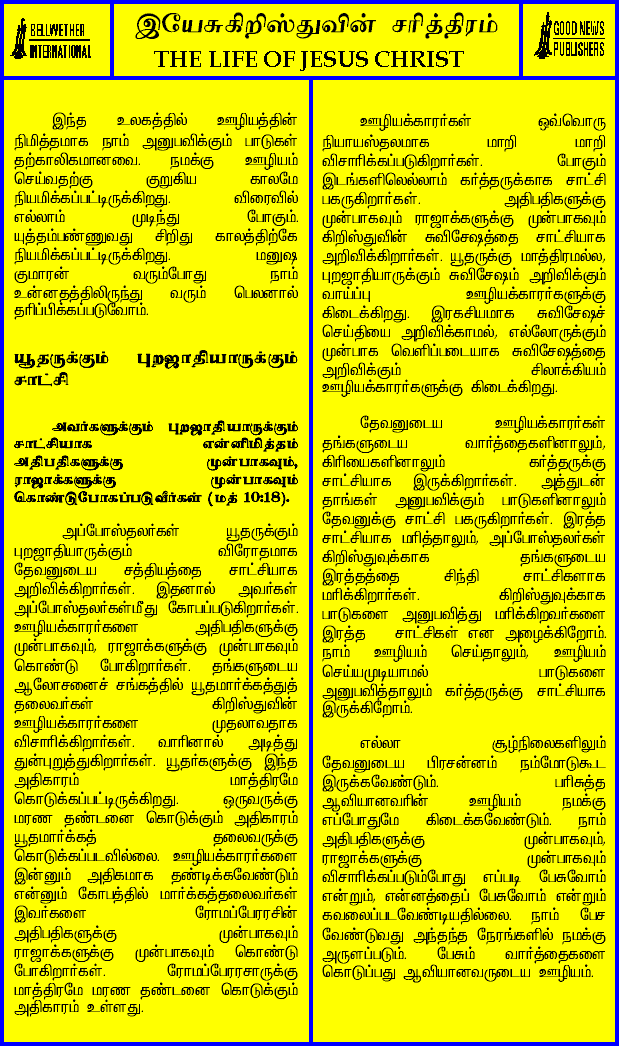 BELLWETHER
INTERNATIONAL
இயேசுகிறிஸ்துவின் சரித்திரம்
THE LIFE OF JESUS CHRIST
GOOD NEWS
PUBLISHERS
இந்த உலகத்தில் ஊழியத்தின்
நிமித்தமாக நாம் அனுபவிக்கும் பாடுகள்
தற்காலிகமானவை. நமக்கு ஊழியம்
செய்வதற்கு குறுகிய காலமே
நியமிக்கப்பட்டிருக்கிறது. விரைவில்
எல்லாம் முடிந்து போகும்.
யுத்தம்பண்ணுவது சிறிது காலத்திற்கே
நியமிக்கப்பட்டிருக்கிறது. மனுஷ
குமாரன் வரும்போது நாம்
உன்னதத்திலிருந்து வரும் பெலனால்
தரிப்பிக்கப்படுவோம்.
யூதருக்கும் புறஜாதியாருக்கும்
சாட்சி
அவர்களுக்கும் புறஜாதியாருக்கும்
சாட்சியாக என்னிமித்தம்
அதிபதிகளுக்கு முன்பாகவும்,
ராஜாக்களுக்கு முன்பாகவும்
கொண்டுபோகப்படுவீர்கள் (மத் 10:18).
அப்போஸ்தலர்கள் யூதருக்கும்
புறஜாதியாருக்கும் விரோதமாக
தேவனுடைய சத்தியத்தை சாட்சியாக
அறிவிக்கிறார்கள். இதனால் அவர்கள்
அப்போஸ்தலர்கள்மீது கோபப்படுகிறார்கள்.
ஊழியக்காரர்களை அதிபதிகளுக்கு
முன்பாகவும், ராஜாக்களுக்கு முன்பாகவும்
கொண்டு போகிறார்கள். தங்களுடைய
ஆலோசனைச் சங்கத்தில் யூதமார்க்கத்துத்
தலைவர்கள் கிறிஸ்துவின்
ஊழியக்காரர்களை முதலாவதாக
விசாரிக்கிறார்கள். வாரினால் அடித்து
துன்புறுத்துகிறார்கள். யூதர்களுக்கு இந்த
அதிகாரம் மாத்திரமே
கொடுக்கப்பட்டிருக்கிறது. ஒருவருக்கு
மரண தண்டனை கொடுக்கும் அதிகாரம்
யூதமார்க்கத் தலைவருக்கு
கொடுக்கப்படவில்லை. ஊழியக்காரர்களை
இன்னும் அதிகமாக தண்டிக்கவேண்டும்
என்னும் கோபத்தில் மார்க்கத்தலைவர்கள்
இவர்களை ரோமப்பேரரசின்
அதிபதிகளுக்கு முன்பாகவும்
ராஜாக்களுக்கு முன்பாகவும் கொண்டு
போகிறார்கள். ரோமப்பேரரசாருக்கு
மாத்திரமே மரண தண்டனை கொடுக்கும்
அதிகாரம் உள்ளது.
ஊழியக்காரர்கள் ஒவ்வொரு
நியாயஸ்தலமாக மாறி மாறி
விசாரிக்கப்படுகிறார்கள். போகும்
இடங்களிலெல்லாம் கர்த்தருக்காக சாட்சி
பகருகிறார்கள். அதிபதிகளுக்கு
முன்பாகவும் ராஜாக்களுக்கு முன்பாகவும்
கிறிஸ்துவின் சுவிசேஷத்தை சாட்சியாக
அறிவிக்கிறார்கள். யூதருக்கு மாத்திரமல்ல,
புறஜாதியாருக்கும் சுவிசேஷம் அறிவிக்கும்
வாய்ப்பு ஊழியக்காரர்களுக்கு
கிடைக்கிறது. இரகசியமாக சுவிசேஷச்
செய்தியை அறிவிக்காமல், எல்லோருக்கும்
முன்பாக வெளிப்படையாக சுவிசேஷத்தை
அறிவிக்கும் சிலாக்கியம்
ஊழியக்காரர்களுக்கு கிடைக்கிறது.
தேவனுடைய ஊழியக்காரர்கள்
தங்களுடைய வார்த்தைகளினாலும்,
கிரியைகளினாலும் கர்த்தருக்கு
சாட்சியாக இருக்கிறார்கள். அத்துடன்
தாங்கள் அனுபவிக்கும் பாடுகளினாலும்
தேவனுக்கு சாட்சி பகருகிறார்கள். இரத்த
சாட்சியாக மரித்தாலும், அப்போஸ்தலர்கள்
கிறிஸ்துவுக்காக தங்களுடைய
இரத்தத்தை சிந்தி சாட்சிகளாக
மரிக்கிறார்கள். கிறிஸ்துவுக்காக
பாடுகளை அனுபவித்து மரிக்கிறவர்களை
இரத்த சாட்சிகள் என அழைக்கிறோம்.
நாம் ஊழியம் செய்தாலும், ஊழியம்
செய்யமுடியாமல் பாடுகளை
அனுபவித்தாலும் கர்த்தருக்கு சாட்சியாக
இருக்கிறோம்.
எல்லா சூழ்நிலைகளிலும்
தேவனுடைய பிரசன்னம் நம்மோடுகூட
இருக்கவேண்டும். பரிசுத்த
ஆவியானவரின் ஊழியம் நமக்கு
எப்போதுமே கிடைக்கவேண்டும். நாம்
அதிபதிகளுக்கு முன்பாகவும்,
ராஜாக்களுக்கு முன்பாகவும்
விசாரிக்கப்படும்போது எப்படி பேசுவோம்
என்றும், என்னத்தைப் பேசுவோம் என்றும்
கவலைப்படவேண்டியதில்லை. நாம் பேச
வேண்டுவது அந்தந்த நேரங்களில் நமக்கு
அருளப்படும். பேசும் வார்த்தைகளை
கொடுப்பது ஆவியானவருடைய ஊழியம்.